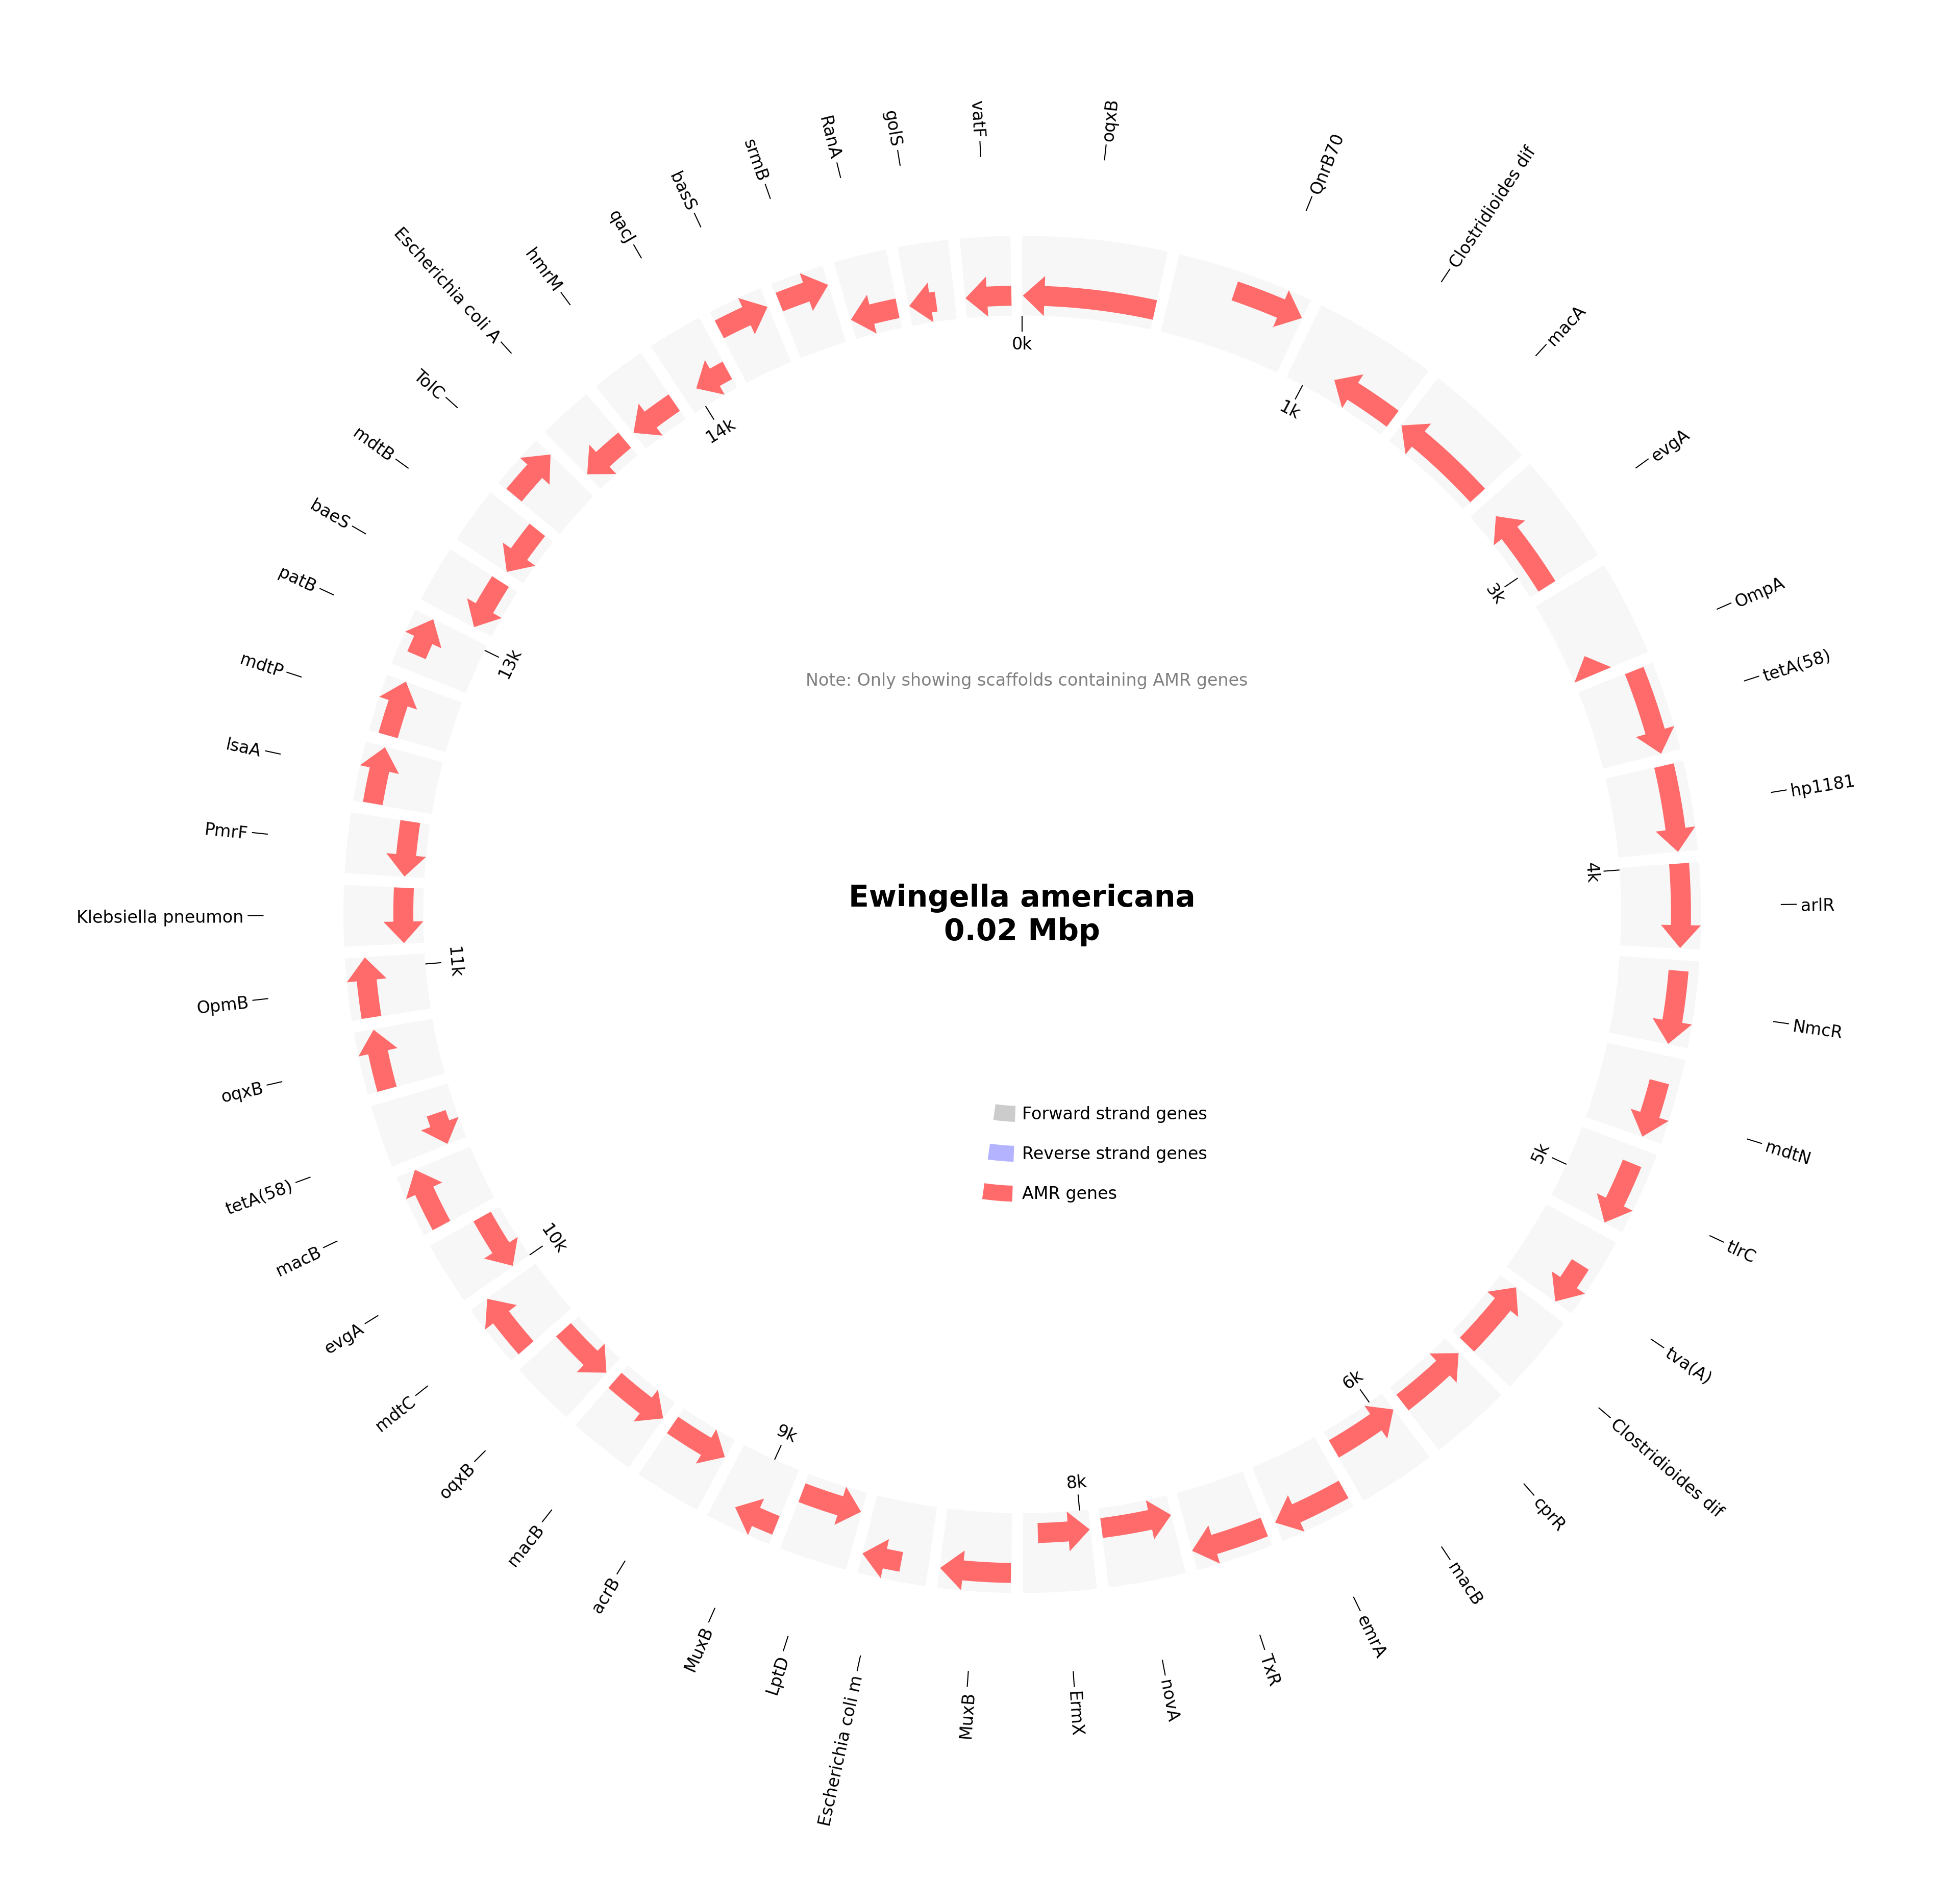 oqxB
QnrB70
Clostridioides dif
macA
evgA
OmpA
tetA(58)
hp1181
arlR
NmcR
mdtN
tlrC
tva(A)
Clostridioides dif
cprR
macB
emrA
TxR
novA
ErmX
MuxB
Escherichia coli m
LptD
MuxB
acrB
macB
oqxB
mdtC
evgA
macB
tetA(58)
oqxB
OpmB
Klebsiella pneumon
PmrF
lsaA
mdtP
patB
baeS
mdtB
TolC
Escherichia coli A
hmrM
qacJ
basS
srmB
RanA
golS
vatF
0k
1k
3k
4k
5k
6k
8k
9k
10k
11k
13k
14k
Note: Only showing scaffolds containing AMR genes
Ewingella americana
0.02 Mbp
Forward strand genes
Reverse strand genes
AMR genes